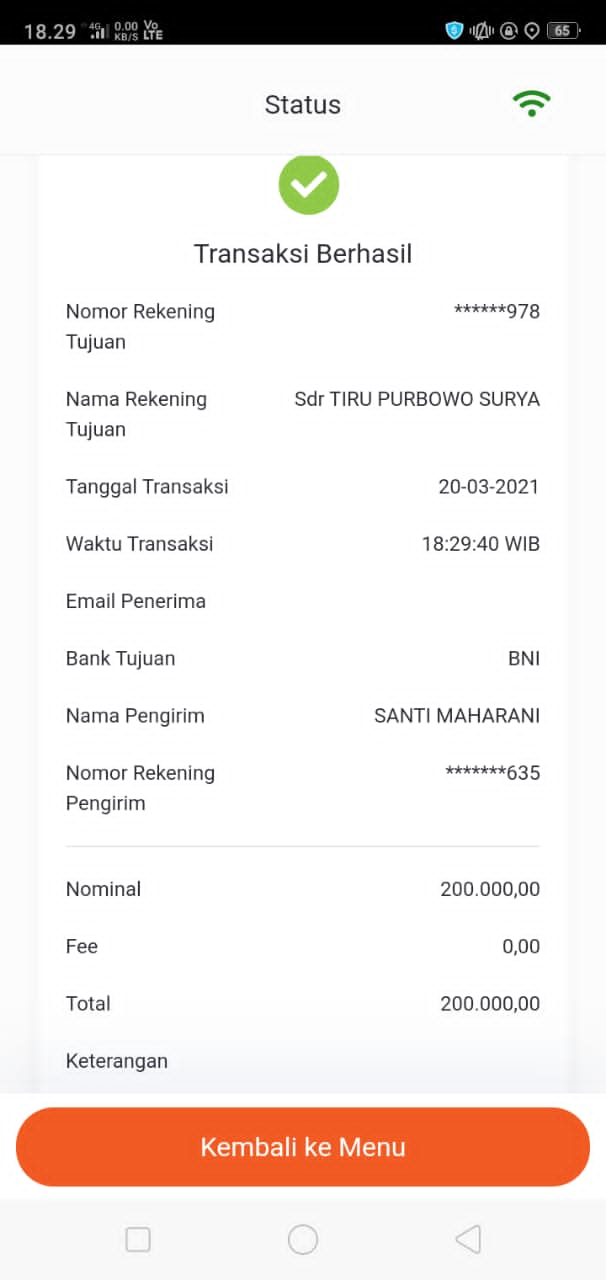 18.29 4G 0.00 KB/S Vo LTE 65
Status
Transaksi Berhasil
Nomor Rekening Tujuan ******978
Nama Rekening Tujuan Sdr TIRU PURBOWO SURYA
Tanggal Transaksi 20-03-2021
Waktu Transaksi 18:29:40 WIB
Email Penerima
Bank Tujuan BNI
Nama Pengirim SANTI MAHARANI
Nomor Rekening Pengirim *******635
Nominal 200.000,00
Fee 0,00
Total 200.000,00
Keterangan
Kembali ke Menu